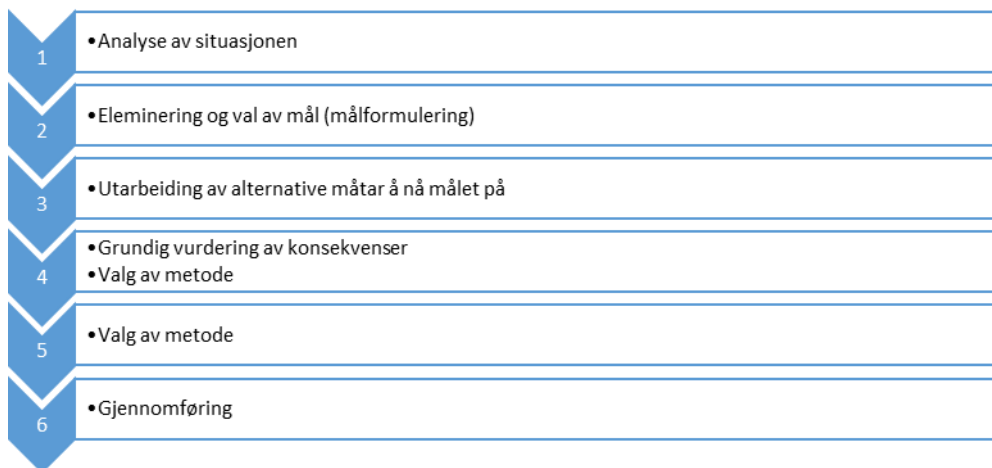 1
•Analyse av situasjonen
2
•Eleminering og val av mål (målformulering)
3
•Utarbeiding av alternative måtar å nå målet på
4
•Grundig vurdering av konsekvenser
•Valg av metode
5
•Valg av metode
6
•Gjennomføring